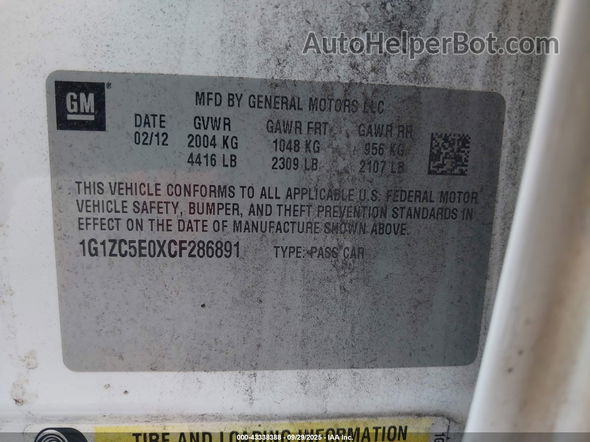 AutoHelperBot.com
GM
MFD BY GENERAL MOTORS LLC
DATE GVWR GAWR FRT GAWR RR
02/12 2004 KG 1048 KG 956 KG
4416 LB 2309 LB 2107 LB
THIS VEHICLE CONFORMS TO ALL APPLICABLE U.S. FEDERAL MOTOR
VEHICLE SAFETY, BUMPER, AND THEFT PREVENTION STANDARDS IN
EFFECT ON THE DATE OF MANUFACTURE SHOWN ABOVE.
1G1ZC5E0XCF286891 TYPE: PASS CAR
TIRE AND LOADING INFORMATION
000-43338388 - 09/29/2025 - IAA Inc.